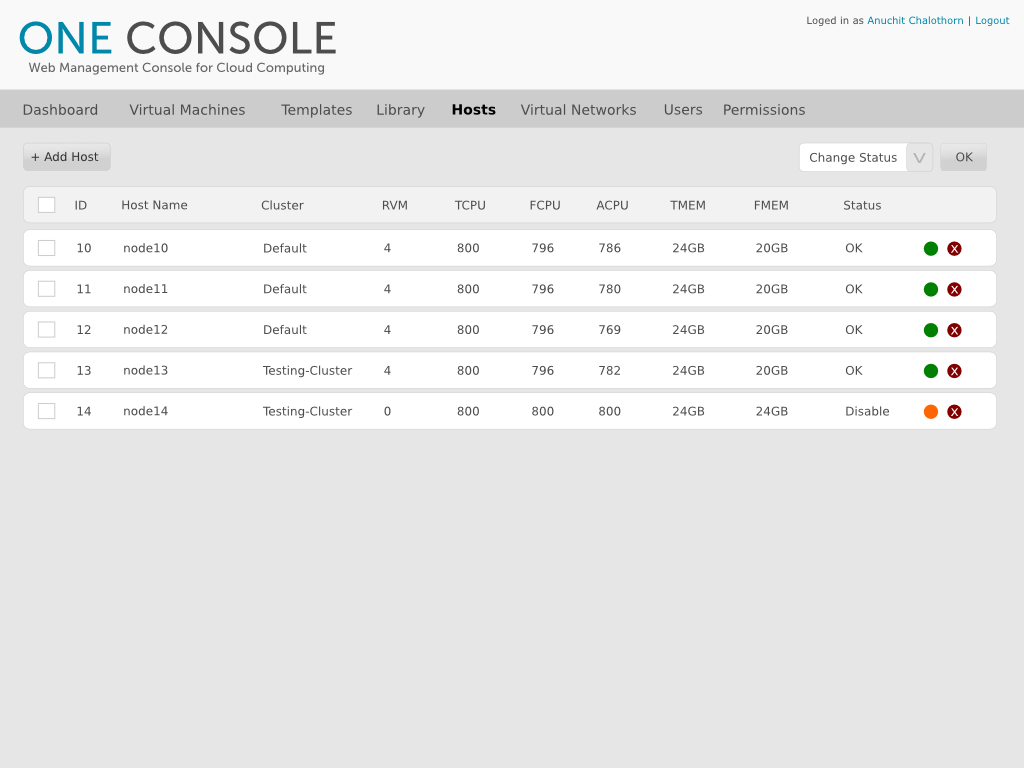 ONE CONSOLE
Web Management Console for Cloud Computing
Loged in as Anuchit Chalothorn | Logout
Dashboard Virtual Machines Templates Library Hosts Virtual Networks Users Permissions
+ Add Host Change Status V OK
ID Host Name Cluster RVM TCPU FCPU ACPU TMEM FMEM Status
10 node10 Default 4 800 796 786 24GB 20GB OK X
11 node11 Default 4 800 796 780 24GB 20GB OK X
12 node12 Default 4 800 796 769 24GB 20GB OK X
13 node13 Testing-Cluster 4 800 796 782 24GB 20GB OK X
14 node14 Testing-Cluster 0 800 800 800 24GB 24GB Disable X